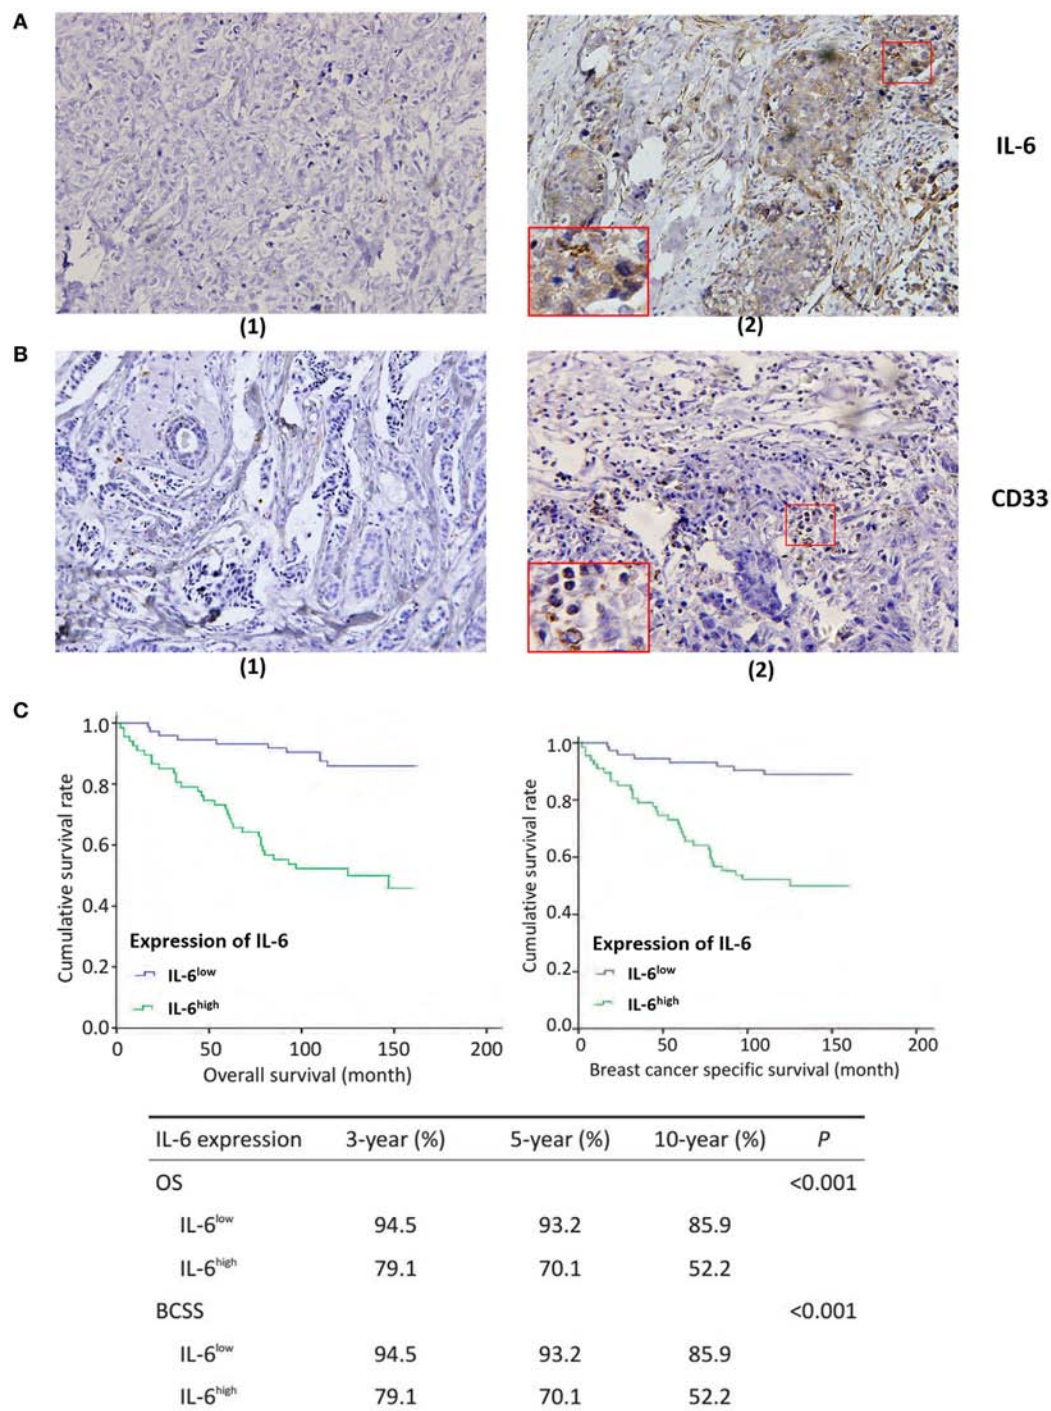 A
IL-6
(1)
(2)
B
CD33
(1)
(2)
C
1.0
0.8
0.6
0.4
0.2
0.0
Cumulative survival rate
Expression of IL-6
IL-6low
IL-6high
0 50 100 150 200
Overall survival (month)
1.0
0.8
0.6
0.4
0.2
0.0
Cumulative survival rate
Expression of IL-6
IL-6low
IL-6high
0 50 100 150 200
Breast cancer specific survival (month)
IL-6 expression 3-year (%) 5-year (%) 10-year (%) P
OS <0.001
IL-6low 94.5 93.2 85.9
IL-6high 79.1 70.1 52.2
BCSS <0.001
IL-6low 94.5 93.2 85.9
IL-6high 79.1 70.1 52.2